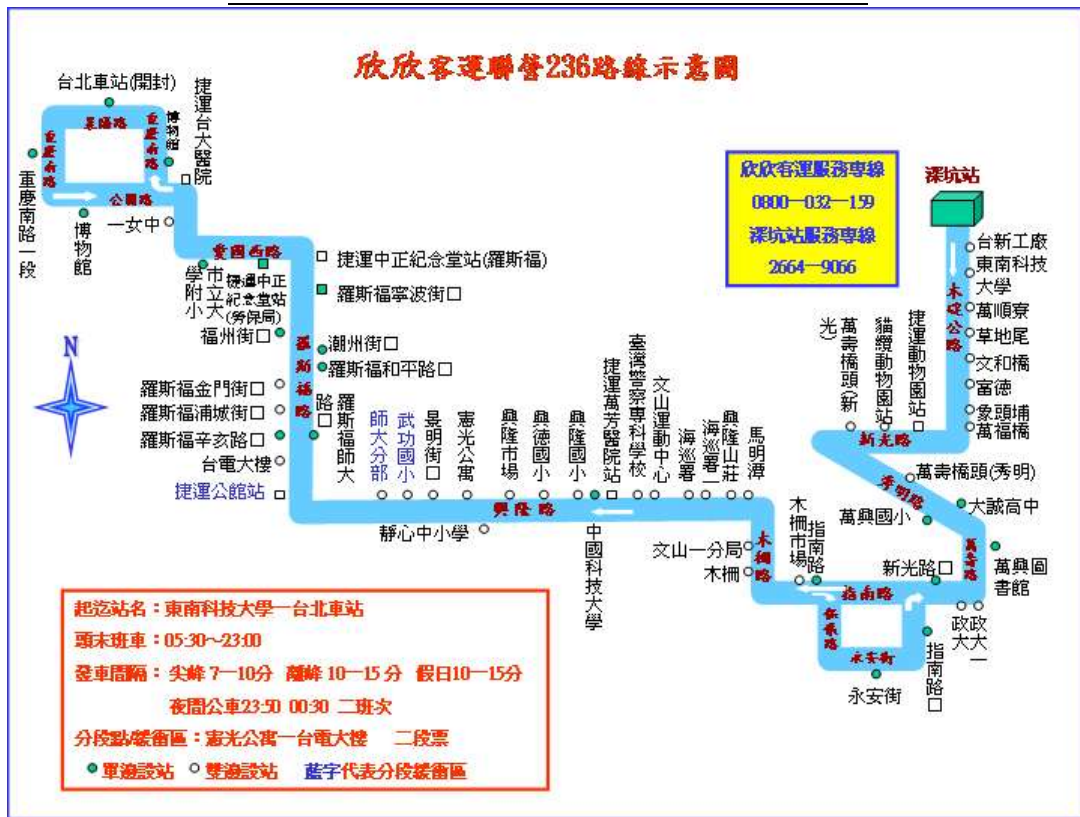 欣欣客運聯營236路線示意圖
台北車站(開封)
捷運台大醫院
博物館
襄陽路
重慶南路
重慶南路
公園路
重慶南路一段
博物館
一女中
愛國西路
市立大學附小
捷運中正紀念堂站(勞保局)
捷運中正紀念堂站(羅斯福)
羅斯福寧波街口
福州街口
潮州街口
羅斯福和平路口
羅斯福路
羅斯福金門街口
羅斯福浦城街口
羅斯福辛亥路口
台電大樓
捷運公館站
羅斯福師大路口
師大分部
武功國小
景明街口
憲光公寓
興隆市場
興德國小
興隆國小
捷運萬芳醫院站
臺灣警察專科學校
文山運動中心
海巡署
海巡署一
興隆山莊
馬明潭
靜心中小學
興隆路
中國科技大學
文山一分局
木柵
木柵路
木柵市場
指南路
指南路
保儀路
永安街
永安街
指南路口
新光路口
政大
政大一
萬壽路
萬興圖書館
大誠高中
萬興國小
秀明路
萬壽橋頭(秀明)
新光路
萬壽橋頭(新光)
貓纜動物園站
捷運動物園站
欣欣客運服務專線
0800—032—159
深坑站服務專線
2664—9066
深坑站
台新工廠
東南科技大學
木碇公路
萬順寮
草地尾
文和橋
富德
象頭埔
萬福橋
N
起迄站名：東南科技大學—台北車站
頭末班車：05:30~23:00
發車間隔：尖峰 7—10分 離峰 10—15 分 假日10—15分
夜間公車23:50 00:30 二班次
分段點/緩衝區：憲光公寓—台電大樓 二段票
單邊設站 雙邊設站 藍字代表分段緩衝區